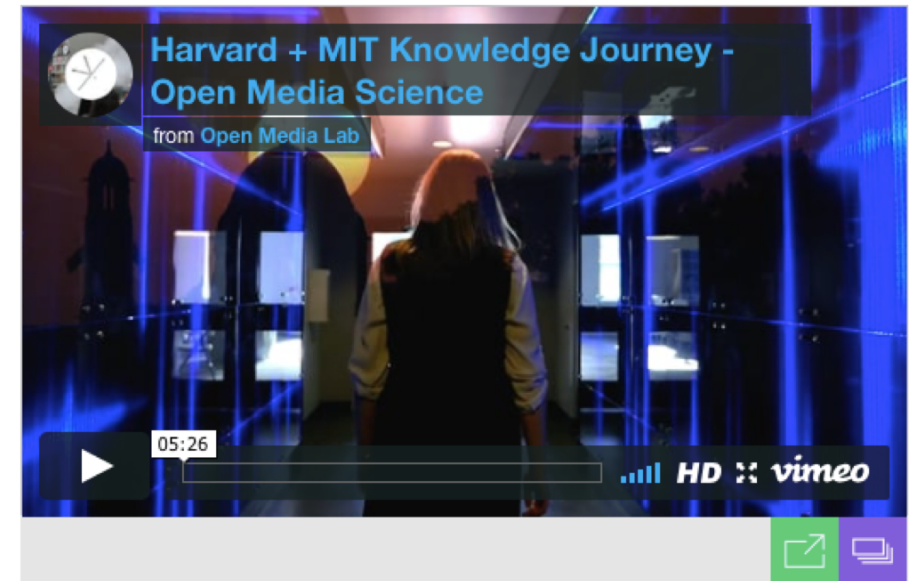 Harvard + MIT Knowledge Journey -
Open Media Science
from Open Media Lab
05:26
HD vimeo